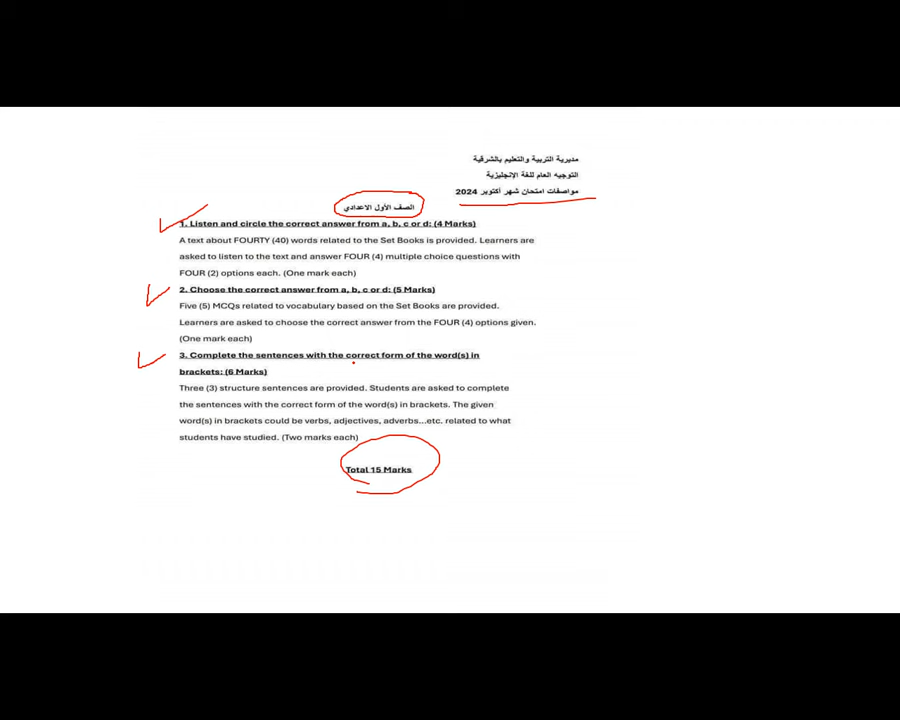 مديرية التربية والتعليم بالشرقية
التوجيه العام للغة الإنجليزية
مواصفات امتحان شهر أكتوبر 2024
الصف الأول الاعدادي
1. Listen and circle the correct answer from a, b, c or d: (4 Marks)
A text about FOURTY (40) words related to the Set Books is provided. Learners are
asked to listen to the text and answer FOUR (4) multiple choice questions with
FOUR (2) options each. (One mark each)
2. Choose the correct answer from a, b, c or d: (5 Marks)
Five (5) MCQs related to vocabulary based on the Set Books are provided.
Learners are asked to choose the correct answer from the FOUR (4) options given.
(One mark each)
3. Complete the sentences with the correct form of the word(s) in
brackets: (6 Marks)
Three (3) structure sentences are provided. Students are asked to complete
the sentences with the correct form of the word(s) in brackets. The given
word(s) in brackets could be verbs, adjectives, adverbs...etc. related to what
students have studied. (Two marks each)
Total 15 Marks